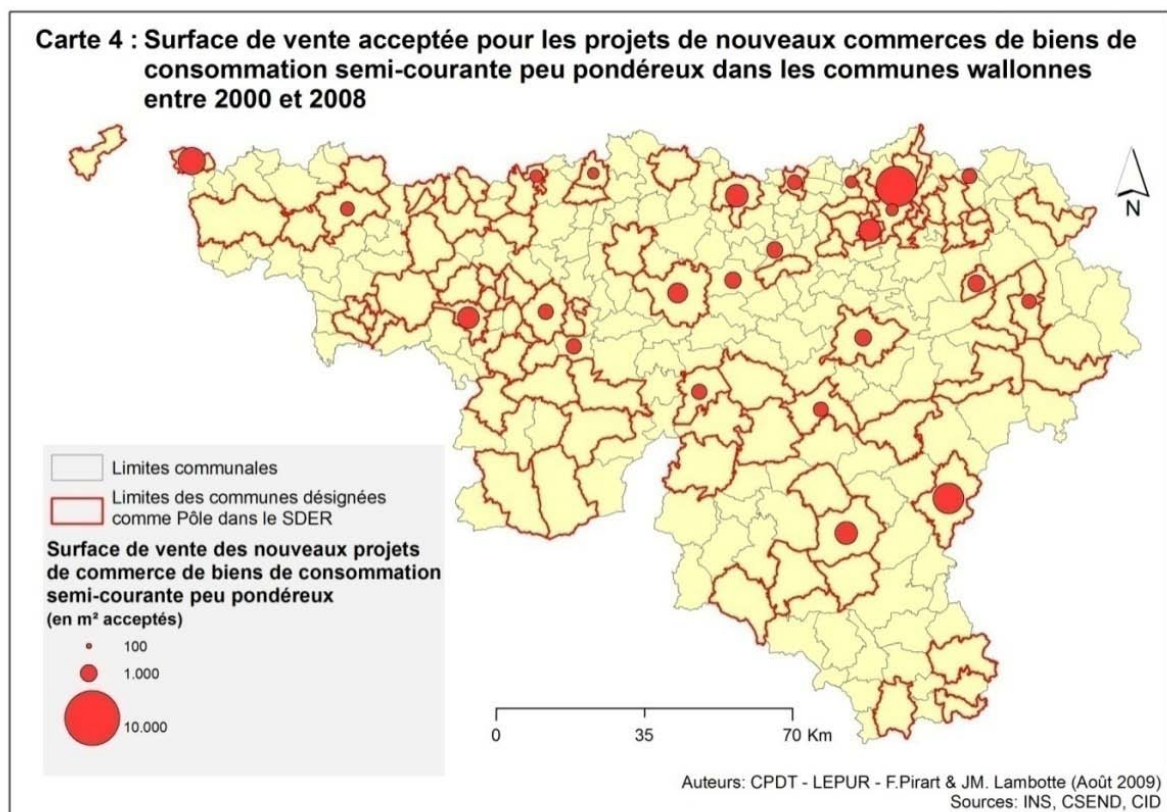 Carte 4 : Surface de vente acceptée pour les projets de nouveaux commerces de biens de
consommation semi-courante peu pondéreux dans les communes wallonnes
entre 2000 et 2008
N
Limites communales
Limites des communes désignées
comme Pôle dans le SDER
Surface de vente des nouveaux projets
de commerce de biens de consommation
semi-courante peu pondéreux
(en m² acceptés)
100
1.000
10.000
0 35 70 Km
Auteurs: CPDT - LEPUR - F.Pirart & JM. Lambotte (Août 2009)
Sources: INS, CSEND, CID